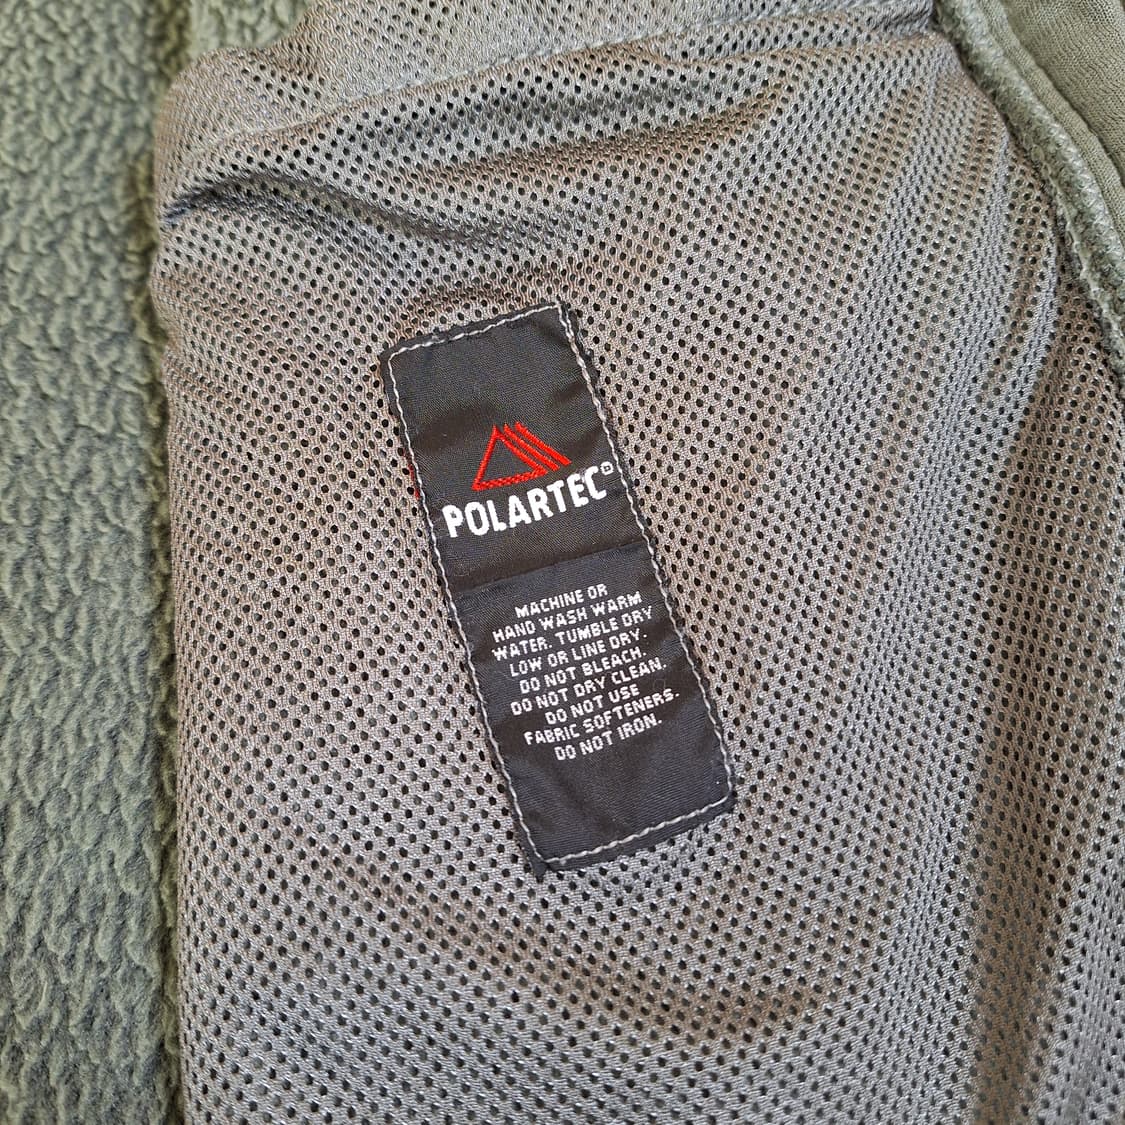 POLARTEC®
MACHINE OR
HAND WASH WARM
WATER. TUMBLE DRY
LOW OR LINE DRY.
DO NOT BLEACH.
DO NOT DRY CLEAN.
DO NOT USE
FABRIC SOFTENERS.
DO NOT IRON.